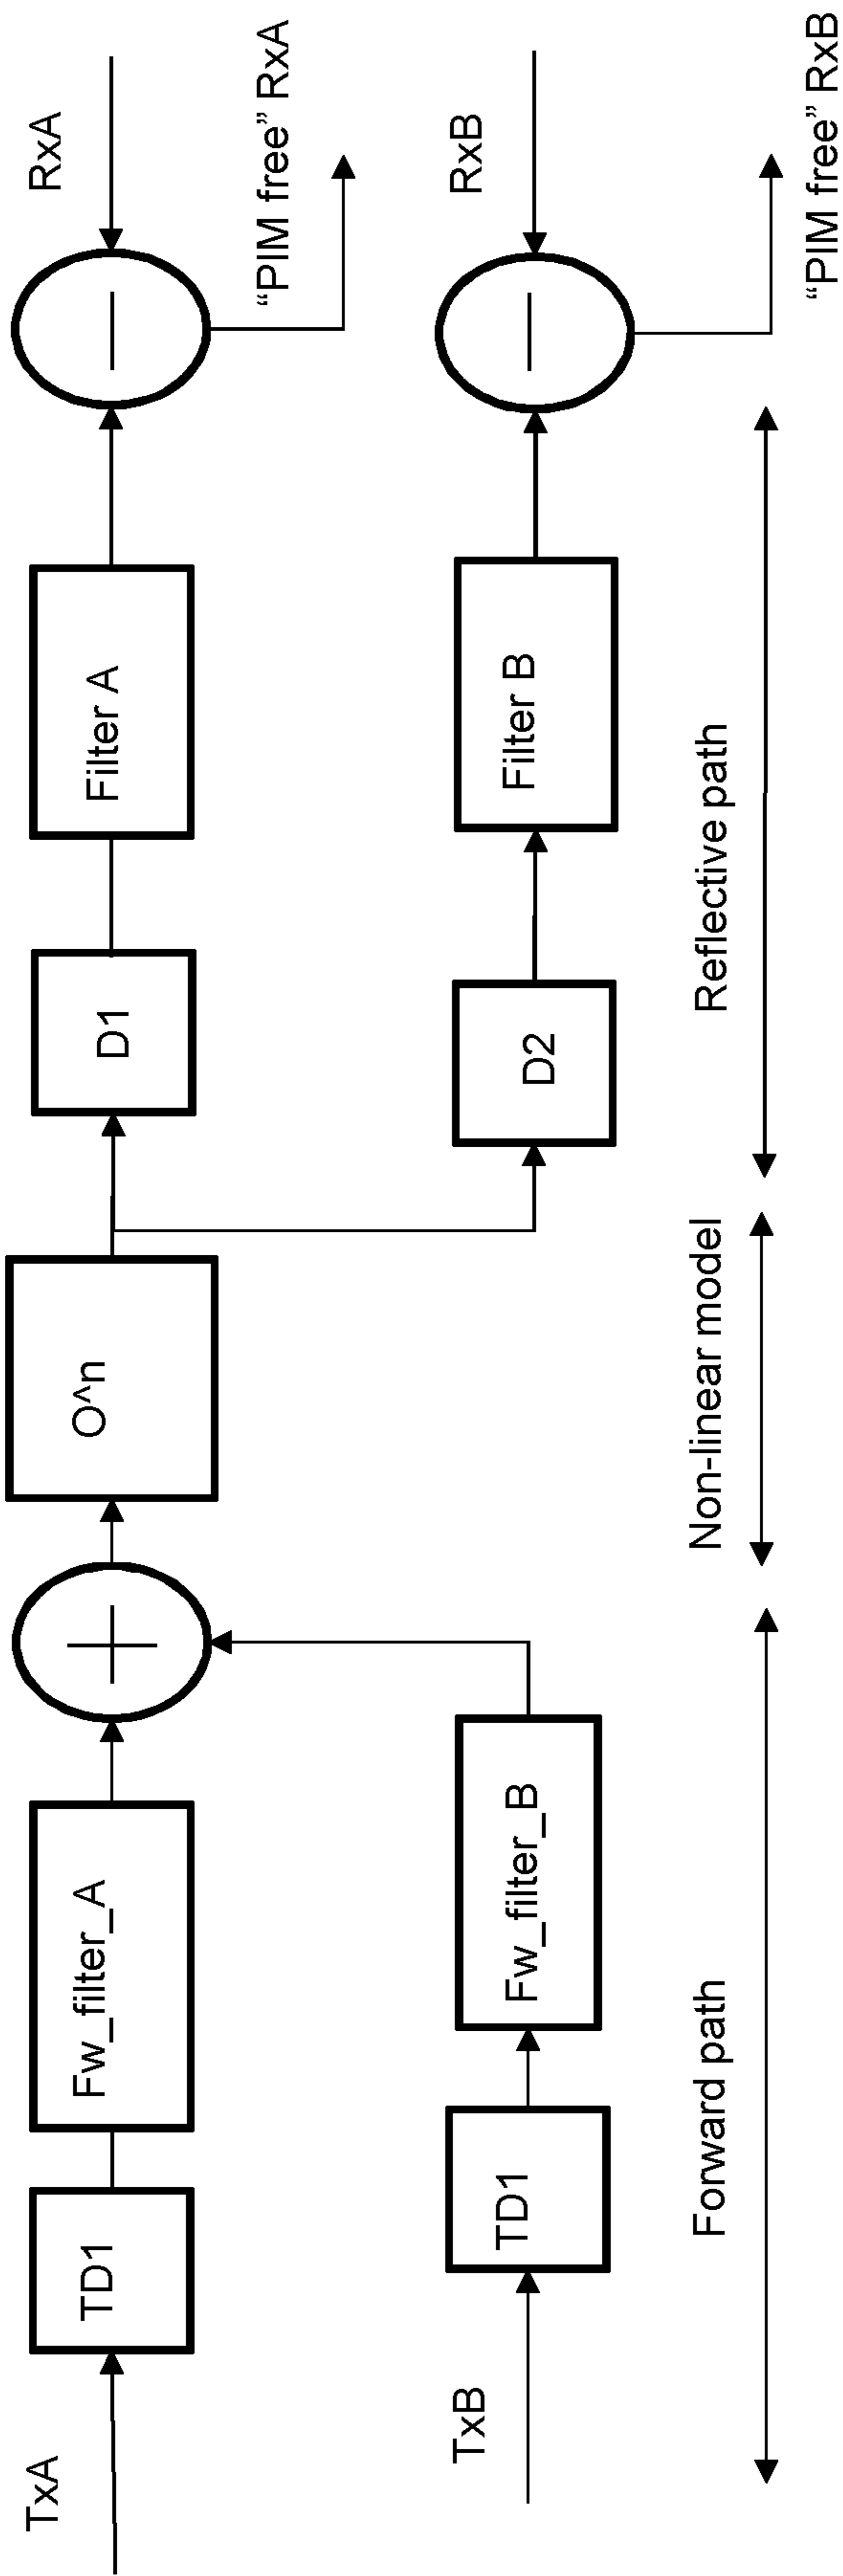 TxA
TD1
Fw_filter_A
O^n
D1
Filter A
RxA
“PIM free” RxA
TxB
TD1
Fw_filter_B
D2
Filter B
RxB
“PIM free” RxB
Forward path
Non-linear model
Reflective path